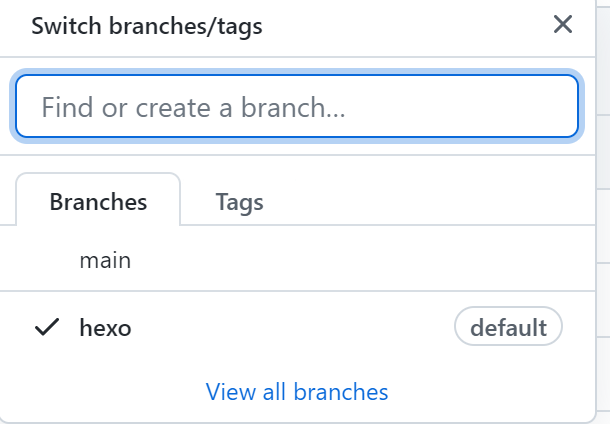 Switch branches/tags
Find or create a branch...
Branches Tags
main
hexo default
View all branches